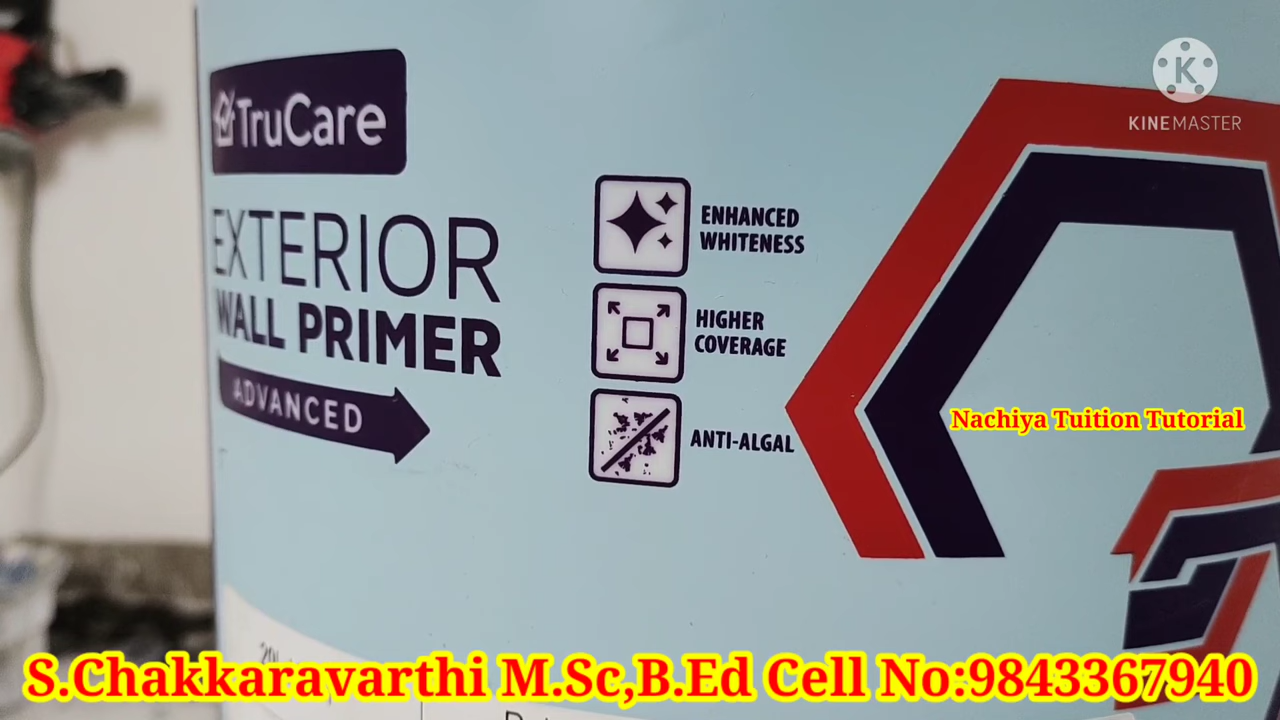 TruCare
EXTERIOR
WALL PRIMER
ADVANCED
ENHANCED
WHITENESS
HIGHER
COVERAGE
ANTI-ALGAL
KINEMASTER
Nachiya Tuition Tutorial
S.Chakkaravarthi M.Sc,B.Ed Cell No:9843367940